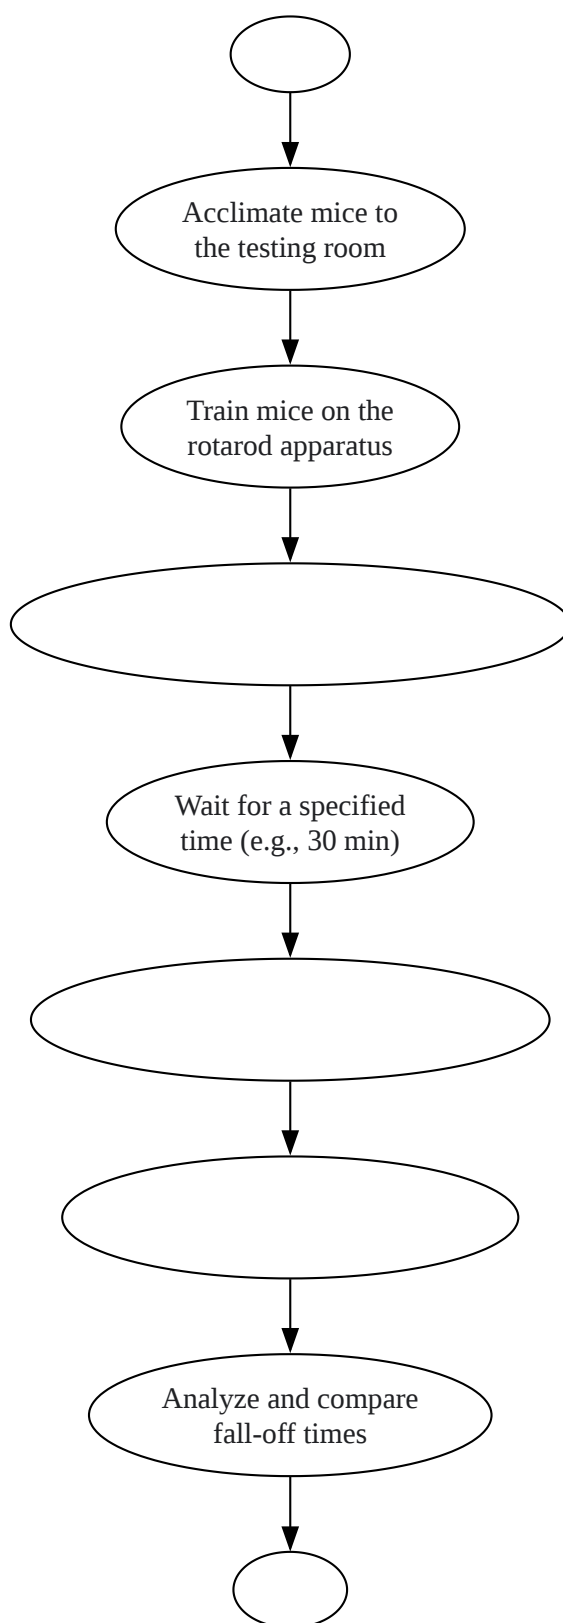 Acclimate mice to
the testing room
Train mice on the
rotarod apparatus
Wait for a specified
time (e.g., 30 min)
Analyze and compare
fall-off times